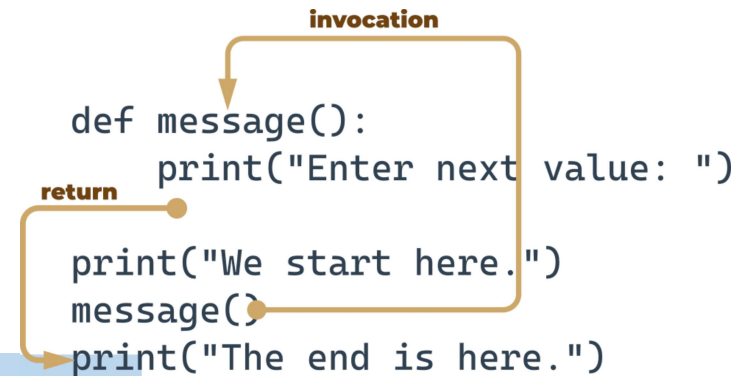 invocation
def message():
    print("Enter next value: ")
return
print("We start here.")
message()
print("The end is here.")